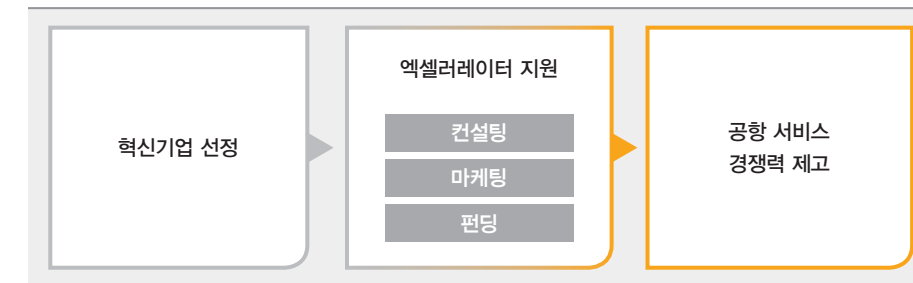 혁신기업 선정
엑셀러레이터 지원
컨설팅
마케팅
펀딩
공항 서비스
경쟁력 제고